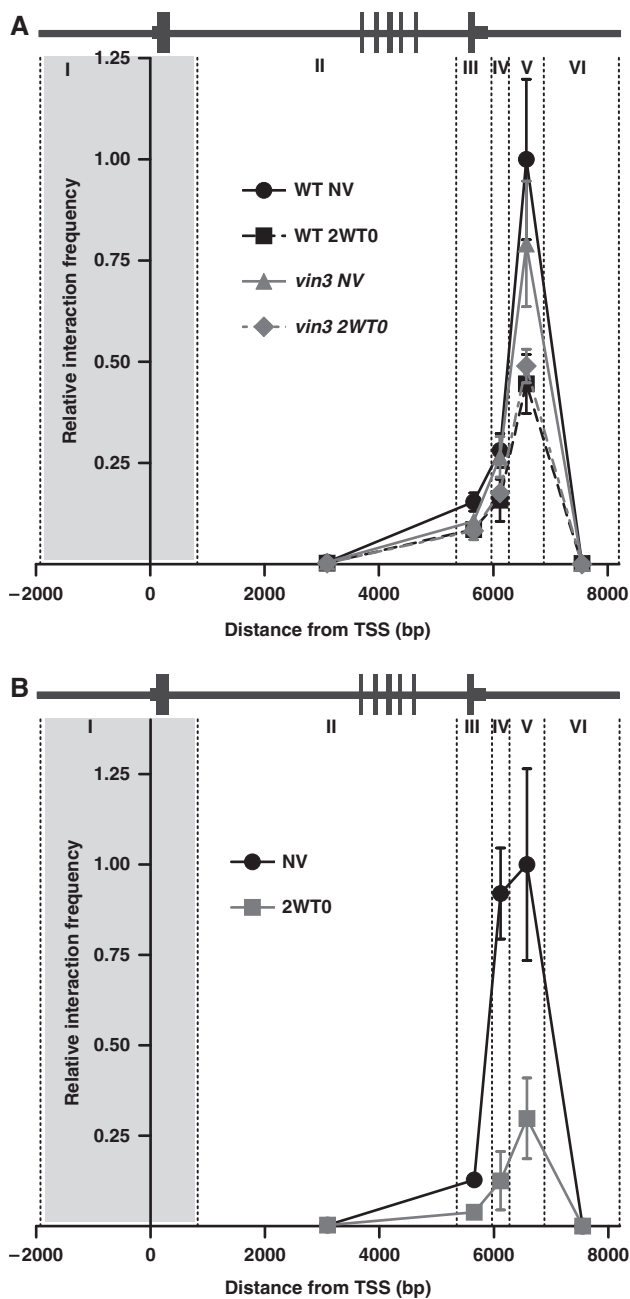 A
I II III IV V VI
1.25
1.00
0.75
0.50
0.25
Relative interaction frequency
WT NV
WT 2WT0
vin3 NV
vin3 2WT0
−2000 0 2000 4000 6000 8000
Distance from TSS (bp)
B
I II III IV V VI
1.25
1.00
0.75
0.50
0.25
Relative interaction frequency
NV
2WT0
−2000 0 2000 4000 6000 8000
Distance from TSS (bp)